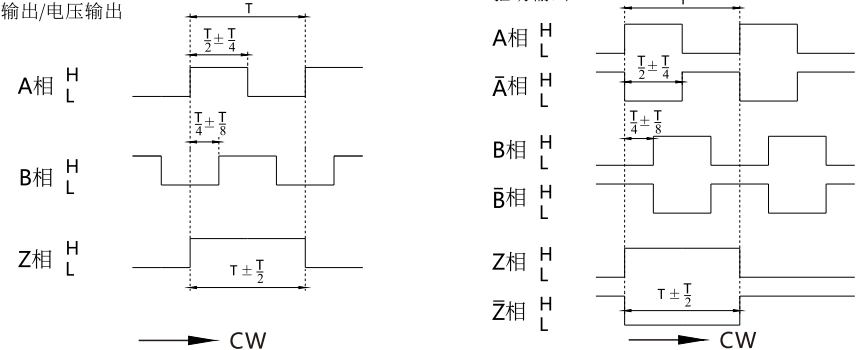 输出/电压输出
T
T/2 ± T/4
A相 H L
T/4 ± T/8
B相 H L
Z相 H L
T ± T/2
CW
A相 H L
T/2 ± T/4
Ā相 H L
T/4 ± T/8
B相 H L
B̄相 H L
Z相 H L
T ± T/2
Z̄相 H L
CW